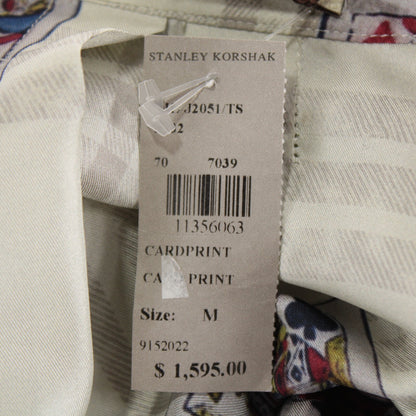 STANLEY KORSHAK
J2051/TS
70 7039
11356063
CARDPRINT
PRINT
Size: M
9152022
$ 1,595.00